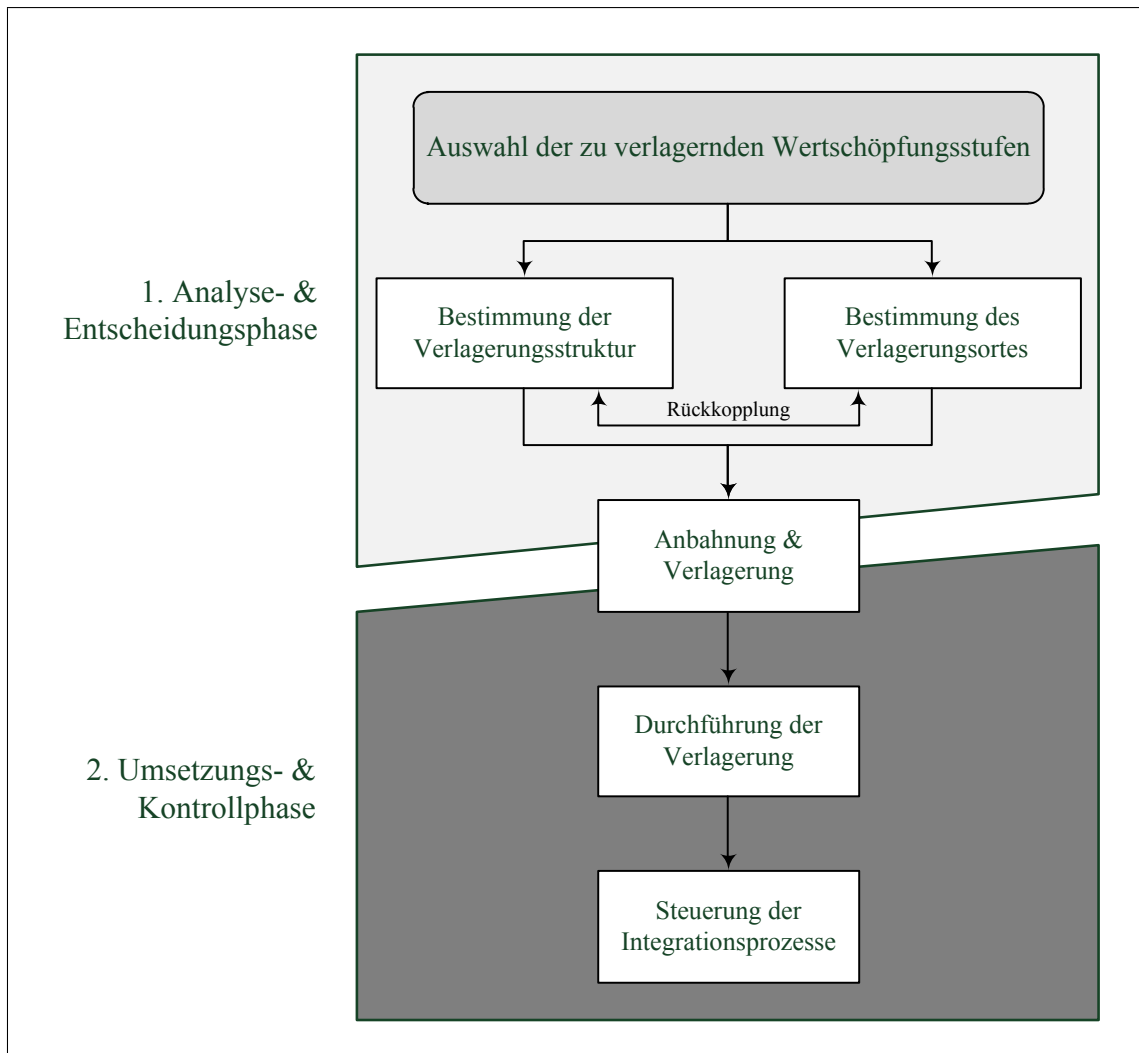 Auswahl der zu verlagernden Wertschöpfungsstufen
1. Analyse- &
Entscheidungsphase
Bestimmung der
Verlagerungsstruktur
Bestimmung des
Verlagerungsortes
Rückkopplung
Anbahnung &
Verlagerung
2. Umsetzungs- &
Kontrollphase
Durchführung der
Verlagerung
Steuerung der
Integrationsprozesse